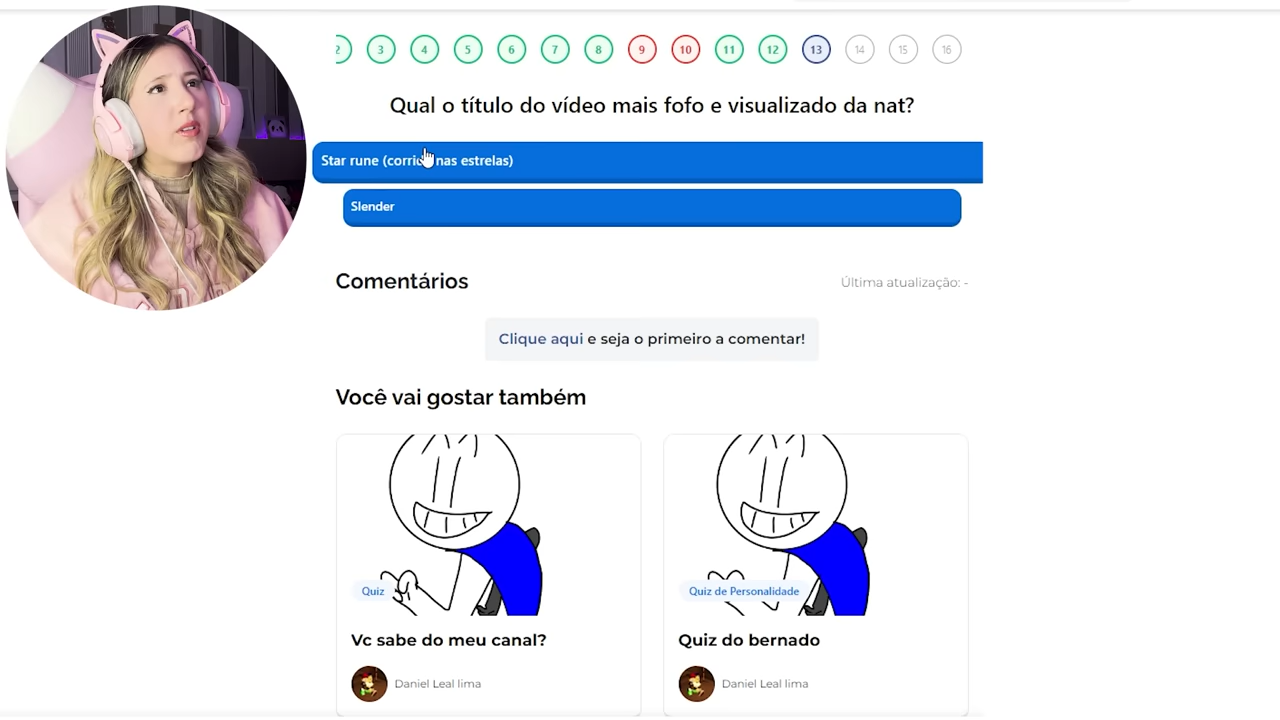 3 4 5 6 7 8 9 10 11 12 13 14 15 16
Qual o título do vídeo mais fofo e visualizado da nat?
Star rune (corrida nas estrelas)
Slender
Comentários
Última atualização: -
Clique aqui e seja o primeiro a comentar!
Você vai gostar também
Quiz
Quiz de Personalidade
Vc sabe do meu canal?
Quiz do bernado
Daniel Leal lima
Daniel Leal lima